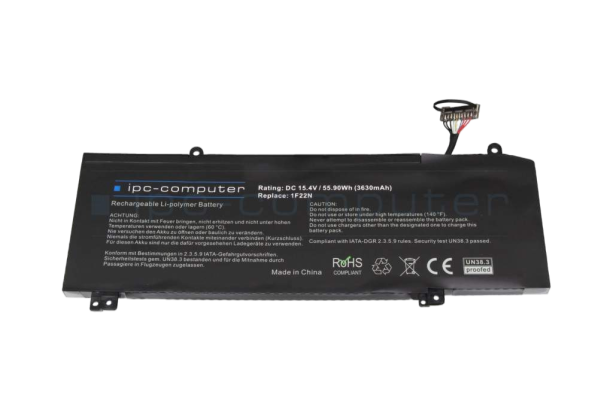 ipc-computer
Rechargeable Li-polymer Battery
Rating: DC 15.4V / 55.90Wh (3630mAh)
Replace: 1F22N
ACHTUNG:
Nicht in Kontakt mit Feuer bringen, nicht erhitzen und nicht unter hohen
Temperaturen verwenden oder lagern (60 °C).
Nie versuchen den Akku zu öffnen oder baulich zu verändern.
Niemals die stromführenden Kontakte miteinander verbinden (Kurzschluss).
Für diesen Akku sind nur die dafür vorgesehenen Ladegeräte zu verwenden.
Konform mit Bestimmungen in 2.3.5.9 IATA-Gefahrgutvorschriften.
Sicherheitstests gem. UN38.3 bestanden und für die Mitnahme durch
Passagiere in Flugzeugen erlaubt.
CAUTION:
Do not dispose of in fire.
Do not use or store under high temperatures (140 °F).
Never attempt to disassemble or reassemble the battery pack.
Do not use chargers other than the designated one to charge this
battery pack.
Compliant with IATA-DGR 2.3.5.9 rules. Security test UN38.3 passed.
Made in China
RoHS
COMPLIANT
CE
UN38.3
proofed
ipc-computer